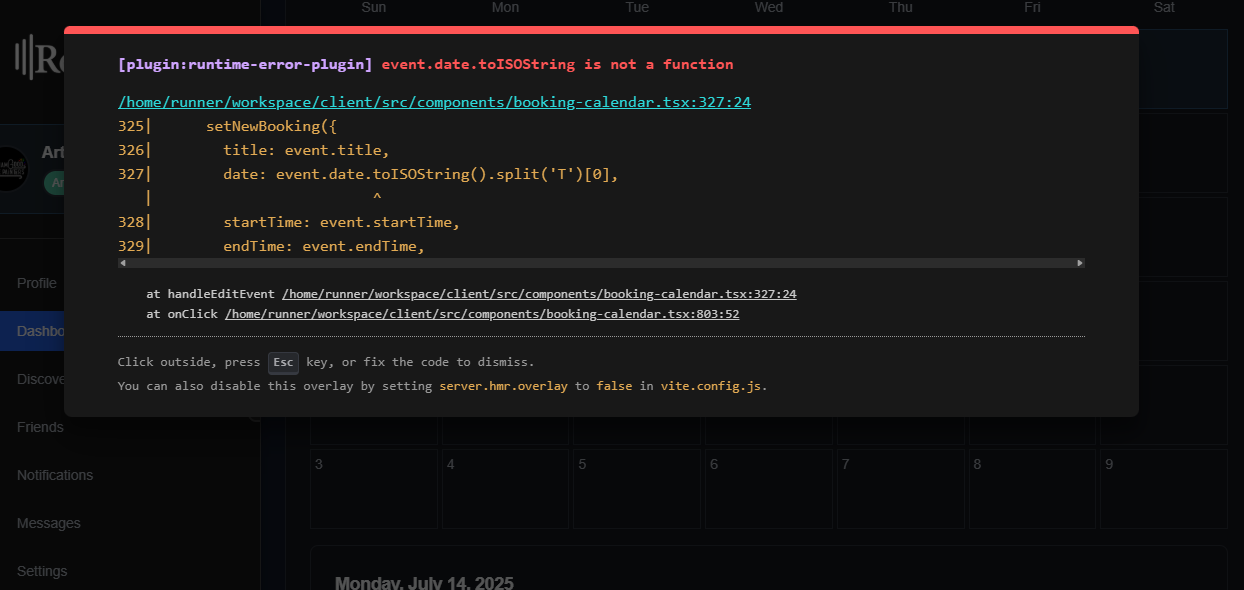 Sun Mon Tue Wed Thu Fri Sat
[plugin:runtime-error-plugin] event.date.toISOString is not a function
/home/runner/workspace/client/src/components/booking-calendar.tsx:327:24
325| setNewBooking({
326| title: event.title,
327| date: event.date.toISOString().split('T')[0],
| ^
328| startTime: event.startTime,
329| endTime: event.endTime,
at handleEditEvent /home/runner/workspace/client/src/components/booking-calendar.tsx:327:24
at onClick /home/runner/workspace/client/src/components/booking-calendar.tsx:803:52
Click outside, press Esc key, or fix the code to dismiss.
You can also disable this overlay by setting server.hmr.overlay to false in vite.config.js.
Re
Art
Ar
Profile
Dashbo
Discove
Friends
Notifications
Messages
Settings
3 4 5 6 7 8 9
Monday, July 14, 2025